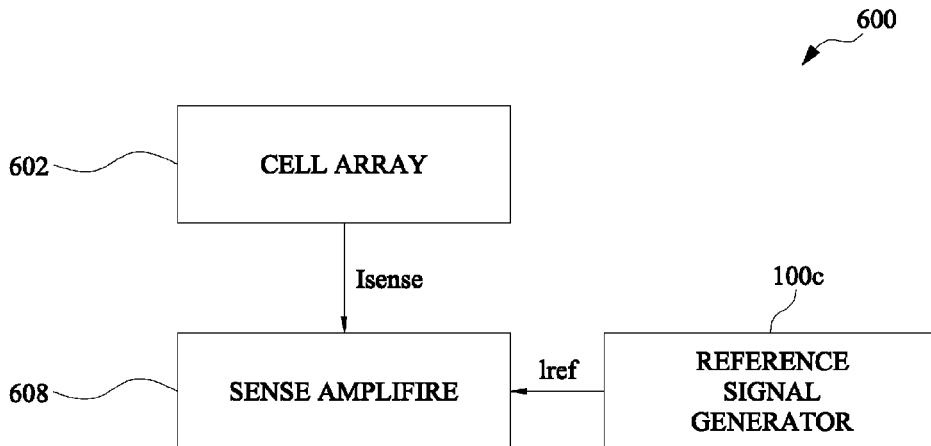 600
602
CELL ARRAY
Isense
100c
608
SENSE AMPLIFIRE
lref
REFERENCE
SIGNAL
GENERATOR